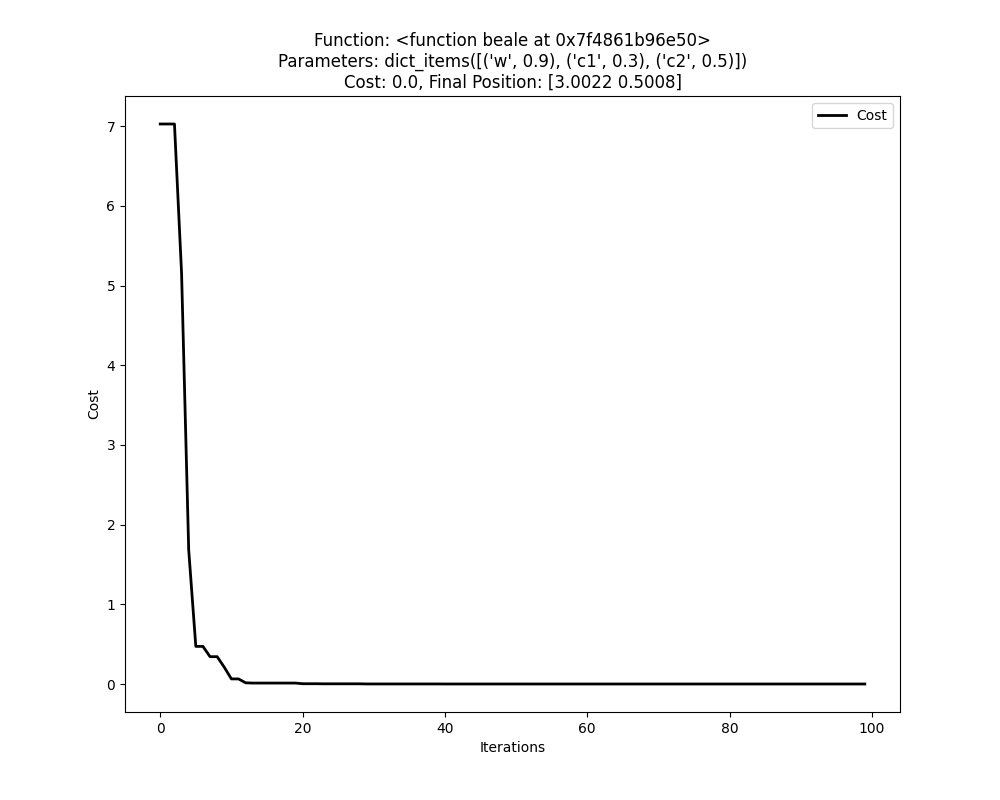 Function: <function beale at 0x7f4861b96e50>
Parameters: dict_items([('w', 0.9), ('c1', 0.3), ('c2', 0.5)])
Cost: 0.0, Final Position: [3.0022 0.5008]
Cost
7
6
5
4
3
2
1
0
Cost
0 20 40 60 80 100
Iterations